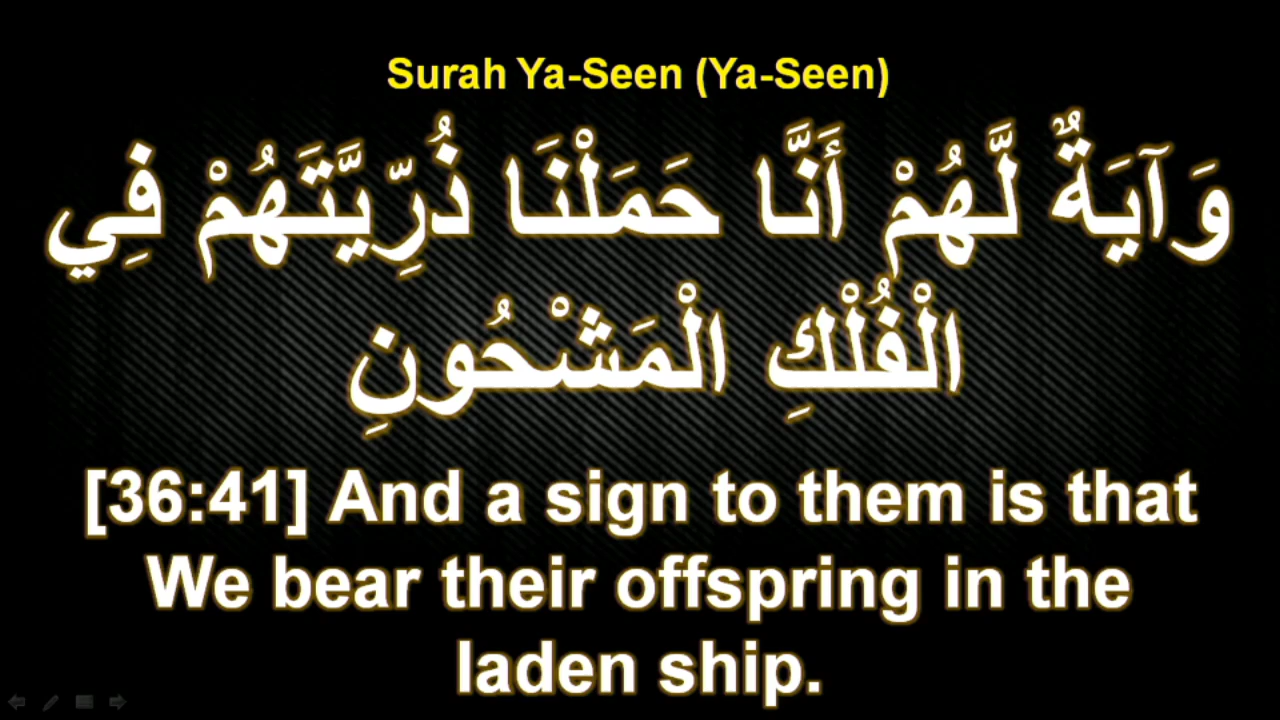 Surah Ya-Seen (Ya-Seen)
وَآيَةٌ لَّهُمْ أَنَّا حَمَلْنَا ذُرِّيَّتَهُمْ فِي
الْفُلْكِ الْمَشْحُونِ
[36:41] And a sign to them is that
We bear their offspring in the
laden ship.